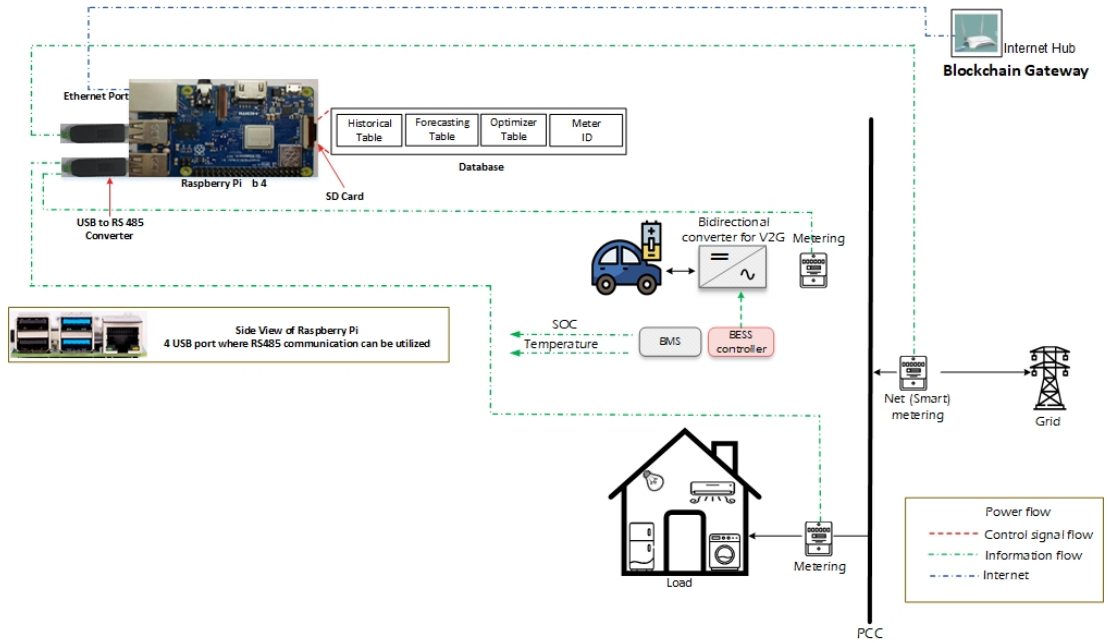 Internet Hub
Blockchain Gateway
Ethernet Port
Historical
Table
Forecasting
Table
Optimizer
Table
Meter
ID
Database
Raspberry Pi b 4
SD Card
USB to RS 485
Converter
Bidirectional
converter for V2G
Metering
Side View of Raspberry Pi
4 USB port where RS485 communication can be utilized
SOC
Temperature
BMS
BESS
controller
Net (Smart)
metering
Grid
Load
Metering
PCC
Power flow
Control signal flow
Information flow
Internet